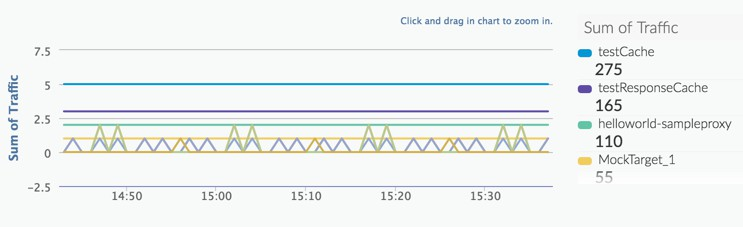 Click and drag in chart to zoom in.
Sum of Traffic
7.5
5
2.5
0
−2.5
14:50
15:00
15:10
15:20
15:30
Sum of Traffic
testCache
275
testResponseCache
165
helloworld-sampleproxy
110
MockTarget_1
55